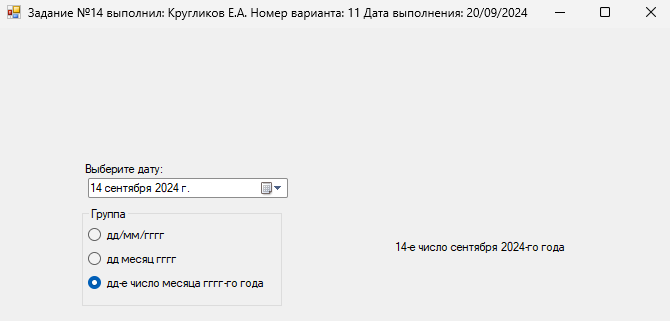 Задание №14 выполнил: Кругликов Е.А. Номер варианта: 11 Дата выполнения: 20/09/2024
Выберите дату:
14 сентября 2024 г.
Группа
дд/мм/гггг
дд месяц гггг
дд-е число месяца гггг-го года
14-е число сентября 2024-го года